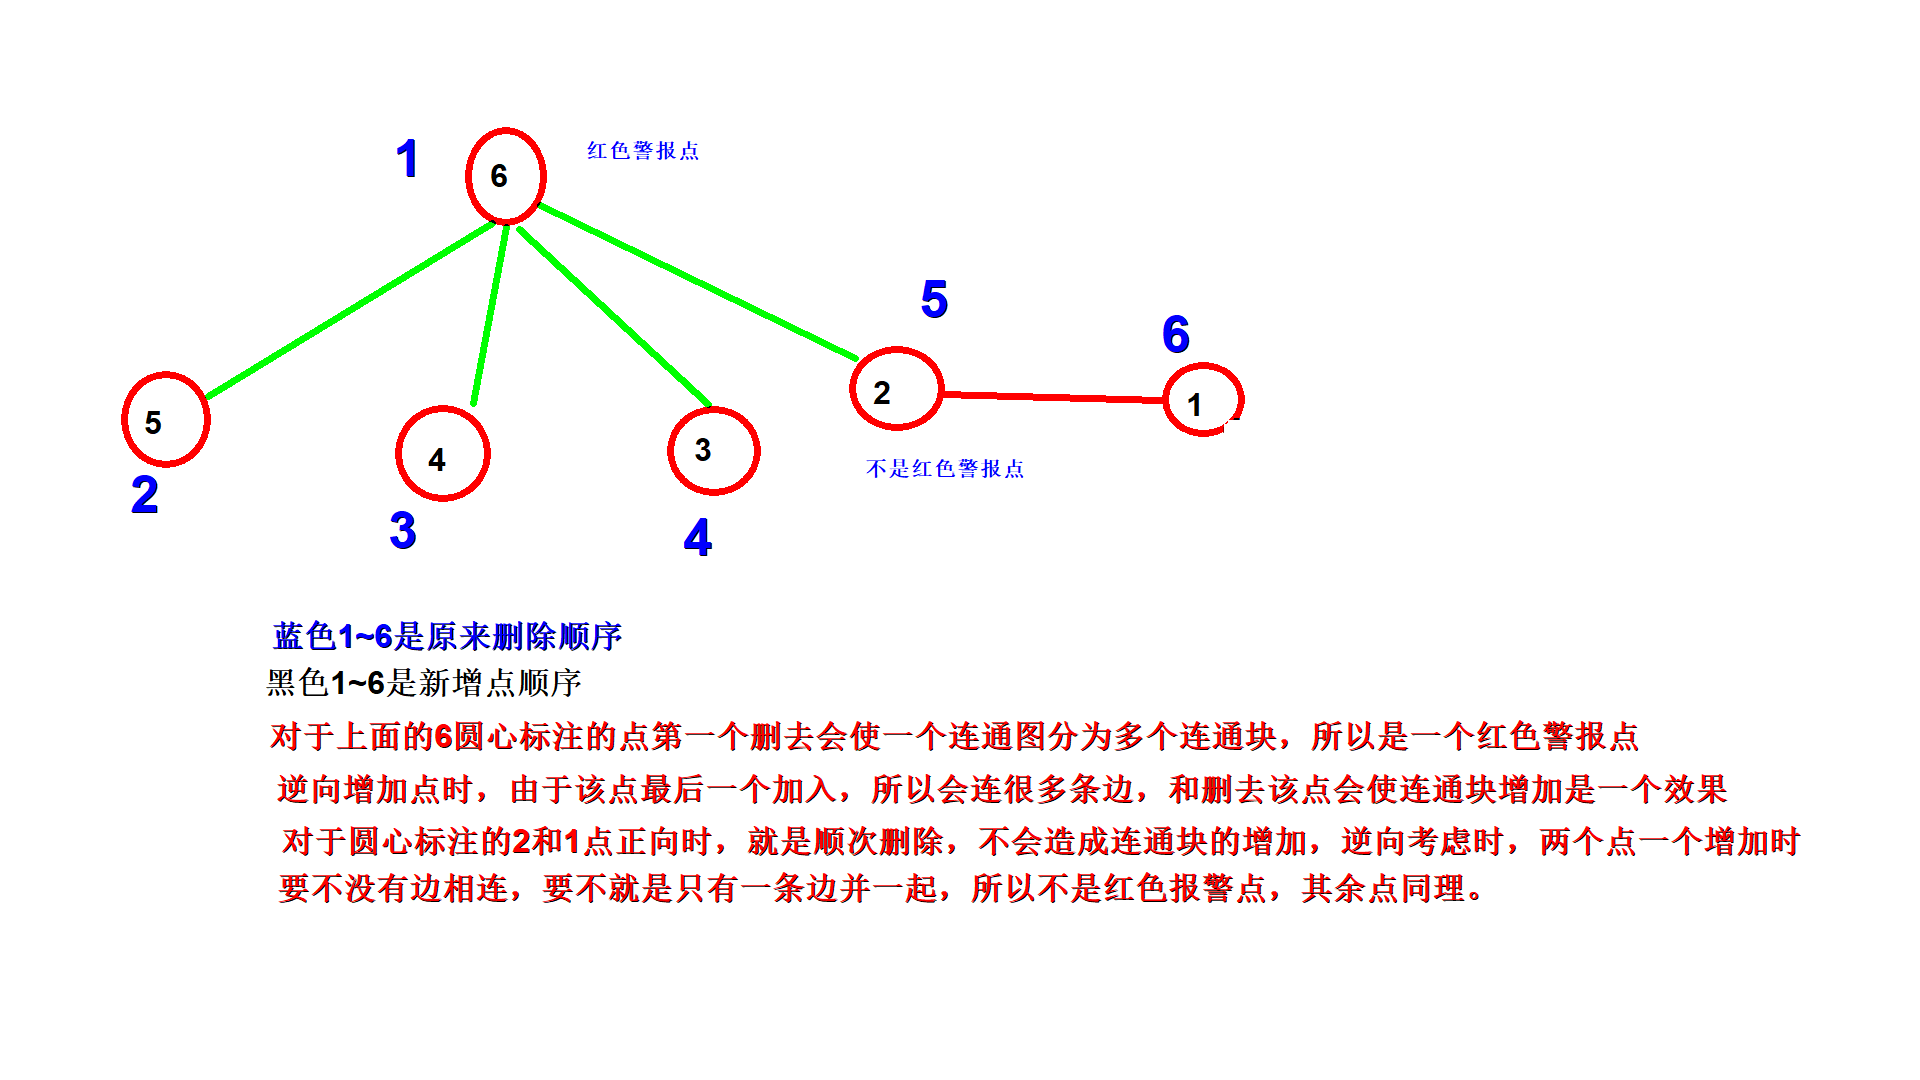 1
6
红色警报点
5
6
2
1
5
4
3
不是红色警报点
2
3
4
蓝色1~6是原来删除顺序
黑色1~6是新增点顺序
对于上面的6圆心标注的点第一个删去会使一个连通图分为多个连通块，所以是一个红色警报点
逆向增加点时，由于该点最后一个加入，所以会连很多条边，和删去该点会使连通块增加是一个效果
对于圆心标注的2和1点正向时，就是顺次删除，不会造成连通块的增加，逆向考虑时，两个点一个增加时
要不没有边相连，要不就是只有一条边并一起，所以不是红色报警点，其余点同理。